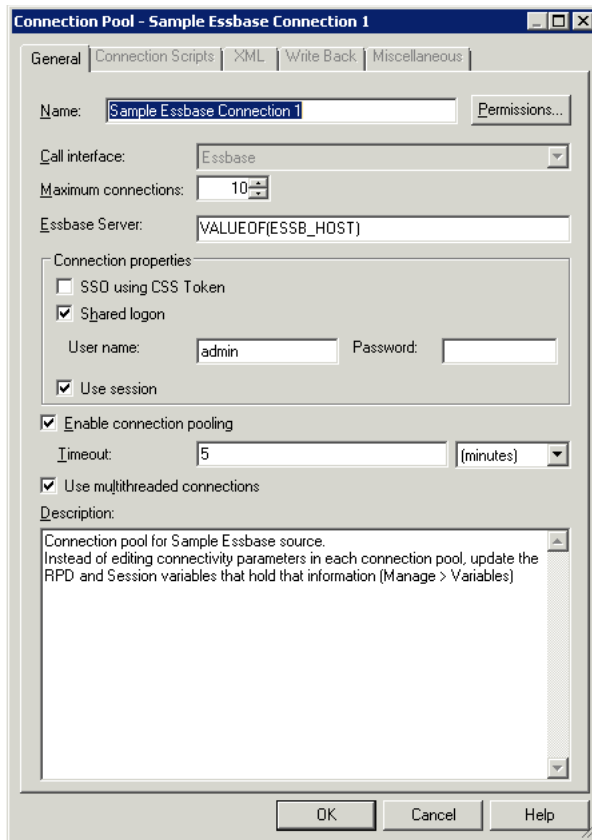 Connection Pool - Sample Essbase Connection 1
General Connection Scripts XML Write Back Miscellaneous
Name: Sample Essbase Connection 1 Permissions...
Call interface: Essbase
Maximum connections: 10
Essbase Server: VALUEOF(ESSB_HOST)
Connection properties
SSO using CSS Token
Shared logon
User name: admin Password:
Use session
Enable connection pooling
Timeout: 5 (minutes)
Use multithreaded connections
Description:
Connection pool for Sample Essbase source.
Instead of editing connectivity parameters in each connection pool, update the
RPD and Session variables that hold that information (Manage > Variables)
OK Cancel Help